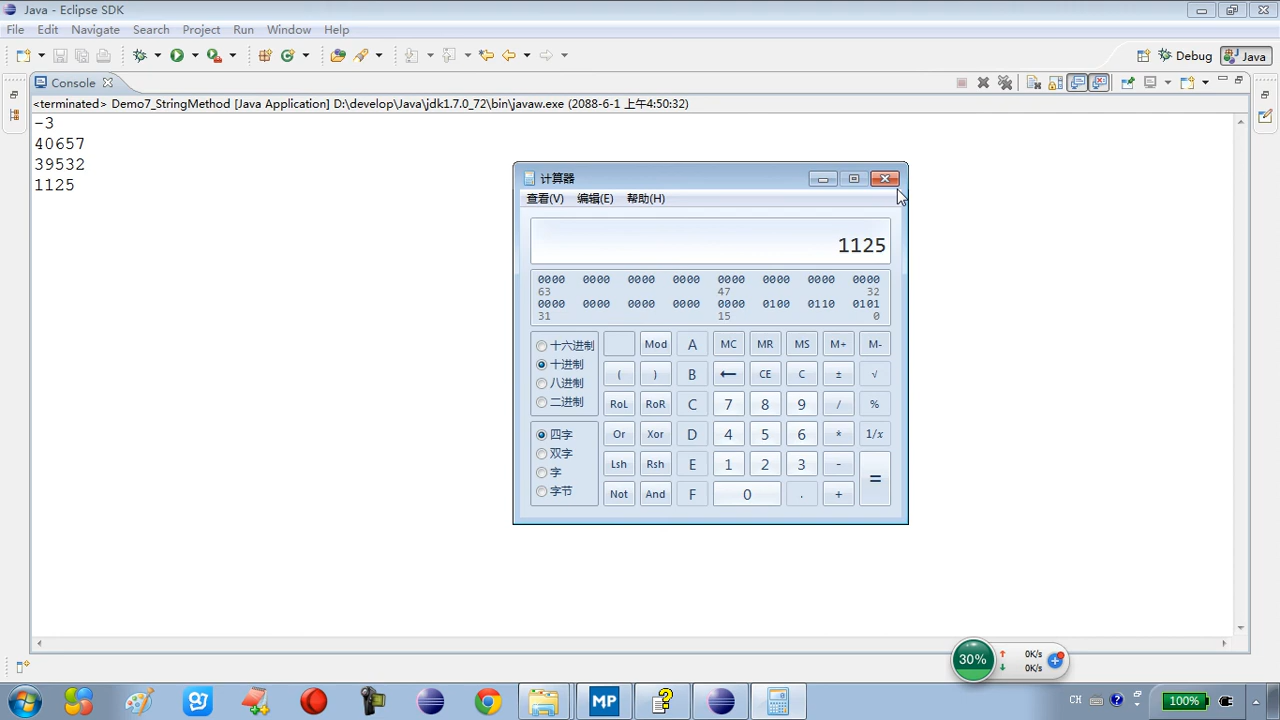 Java - Eclipse SDK
File Edit Navigate Search Project Run Window Help
Debug Java
Console
<terminated> Demo7_StringMethod [Java Application] D:\develop\Java\jdk1.7.0_72\bin\javaw.exe (2088-6-1 上午4:50:32)
-3
40657
39532
1125
计算器
查看(V) 编辑(E) 帮助(H)
1125
0000 0000 0000 0000 0000 0000 0000 0000
63 47 32
0000 0000 0000 0000 0000 0100 0110 0101
31 15 0
十六进制 Mod A MC MR MS M+ M-
十进制 ( ) B ← CE C ± √
八进制
二进制 RoL RoR C 7 8 9 / %
四字 Or Xor D 4 5 6 * 1/x
双字 Lsh Rsh E 1 2 3 - =
字
字节 Not And F 0 . +
30% 0K/s
0K/s
MP CH 100%